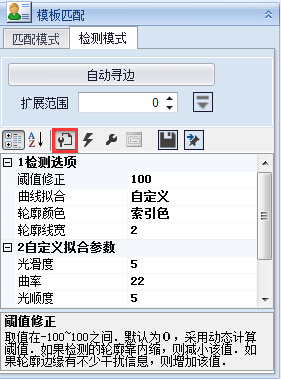 模板匹配
匹配模式 检测模式
自动寻边
扩展范围 0
1检测选项
阈值修正 100
曲线拟合 自定义
轮廓颜色 索引色
轮廓线宽 2
2自定义拟合参数
光滑度 5
曲率 22
光顺度 5
阈值修正
取值在-100~100之间．默认为0，采用动态计算
阈值．如果检测的轮廓靠内缩，则减小该值．如
果轮廓边缘有不少干扰信息，则增加该值．